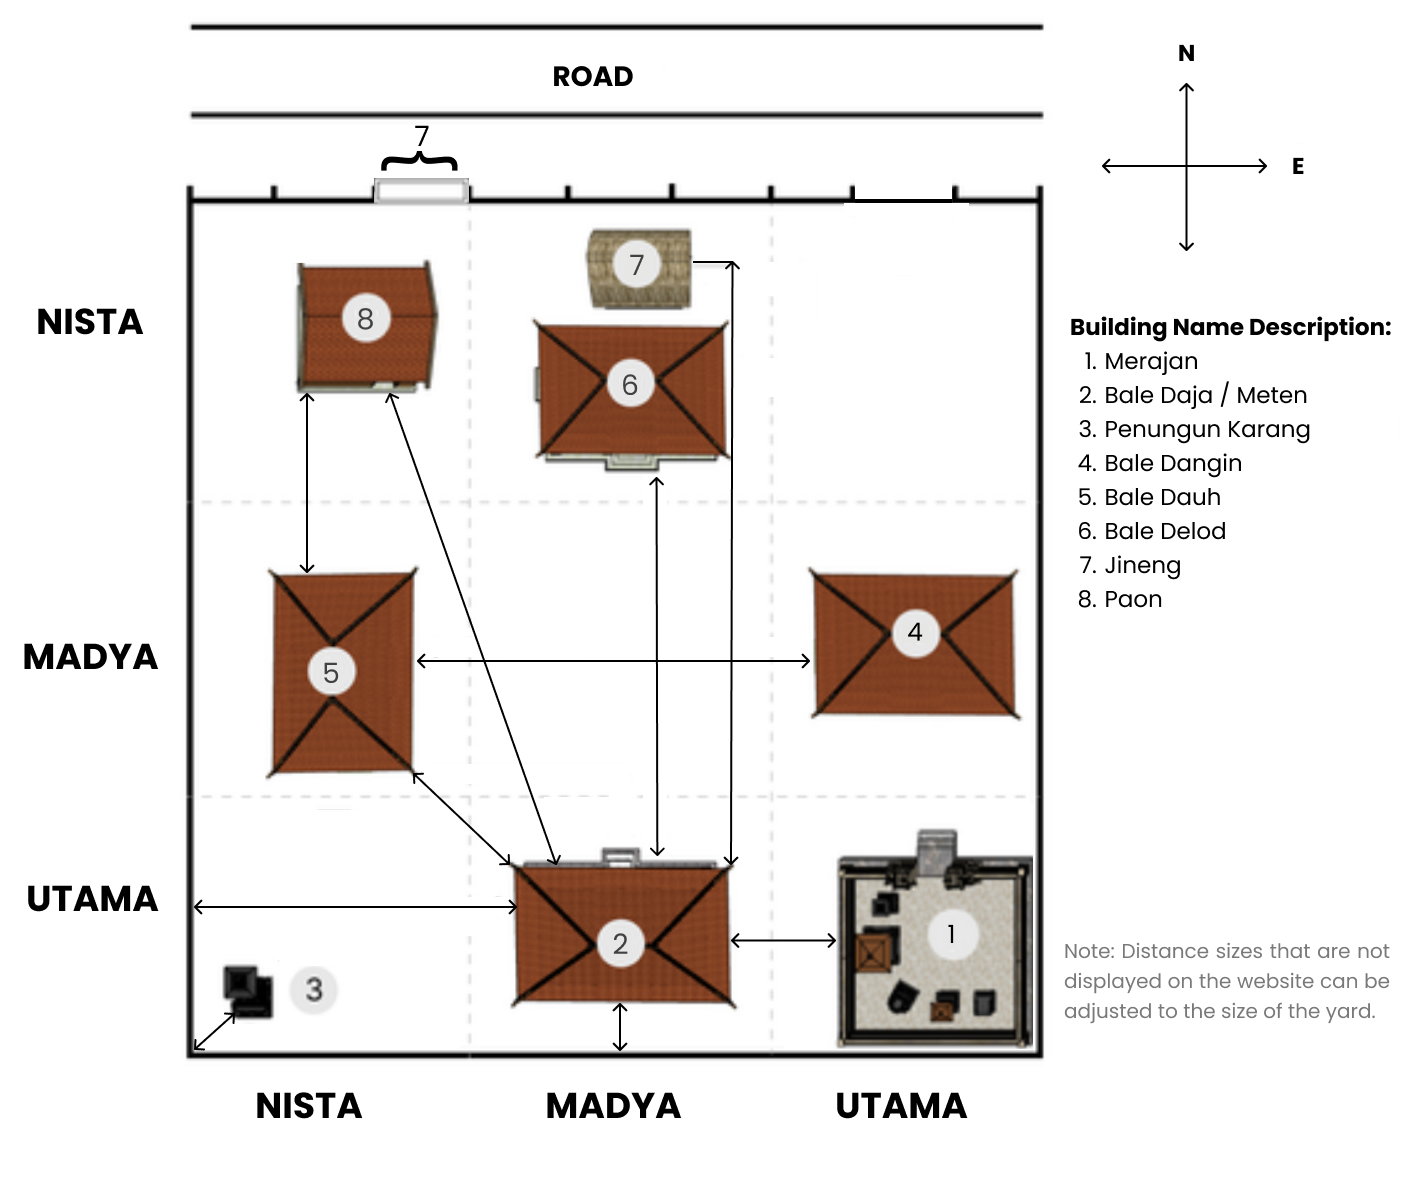 ROAD
N
E
7
NISTA
8
7
6
Building Name Description:
1. Merajan
2. Bale Daja / Meten
3. Penungun Karang
4. Bale Dangin
5. Bale Dauh
6. Bale Delod
7. Jineng
8. Paon
MADYA
5
4
UTAMA
3
2
1
Note: Distance sizes that are not
displayed on the website can be
adjusted to the size of the yard.
NISTA
MADYA
UTAMA